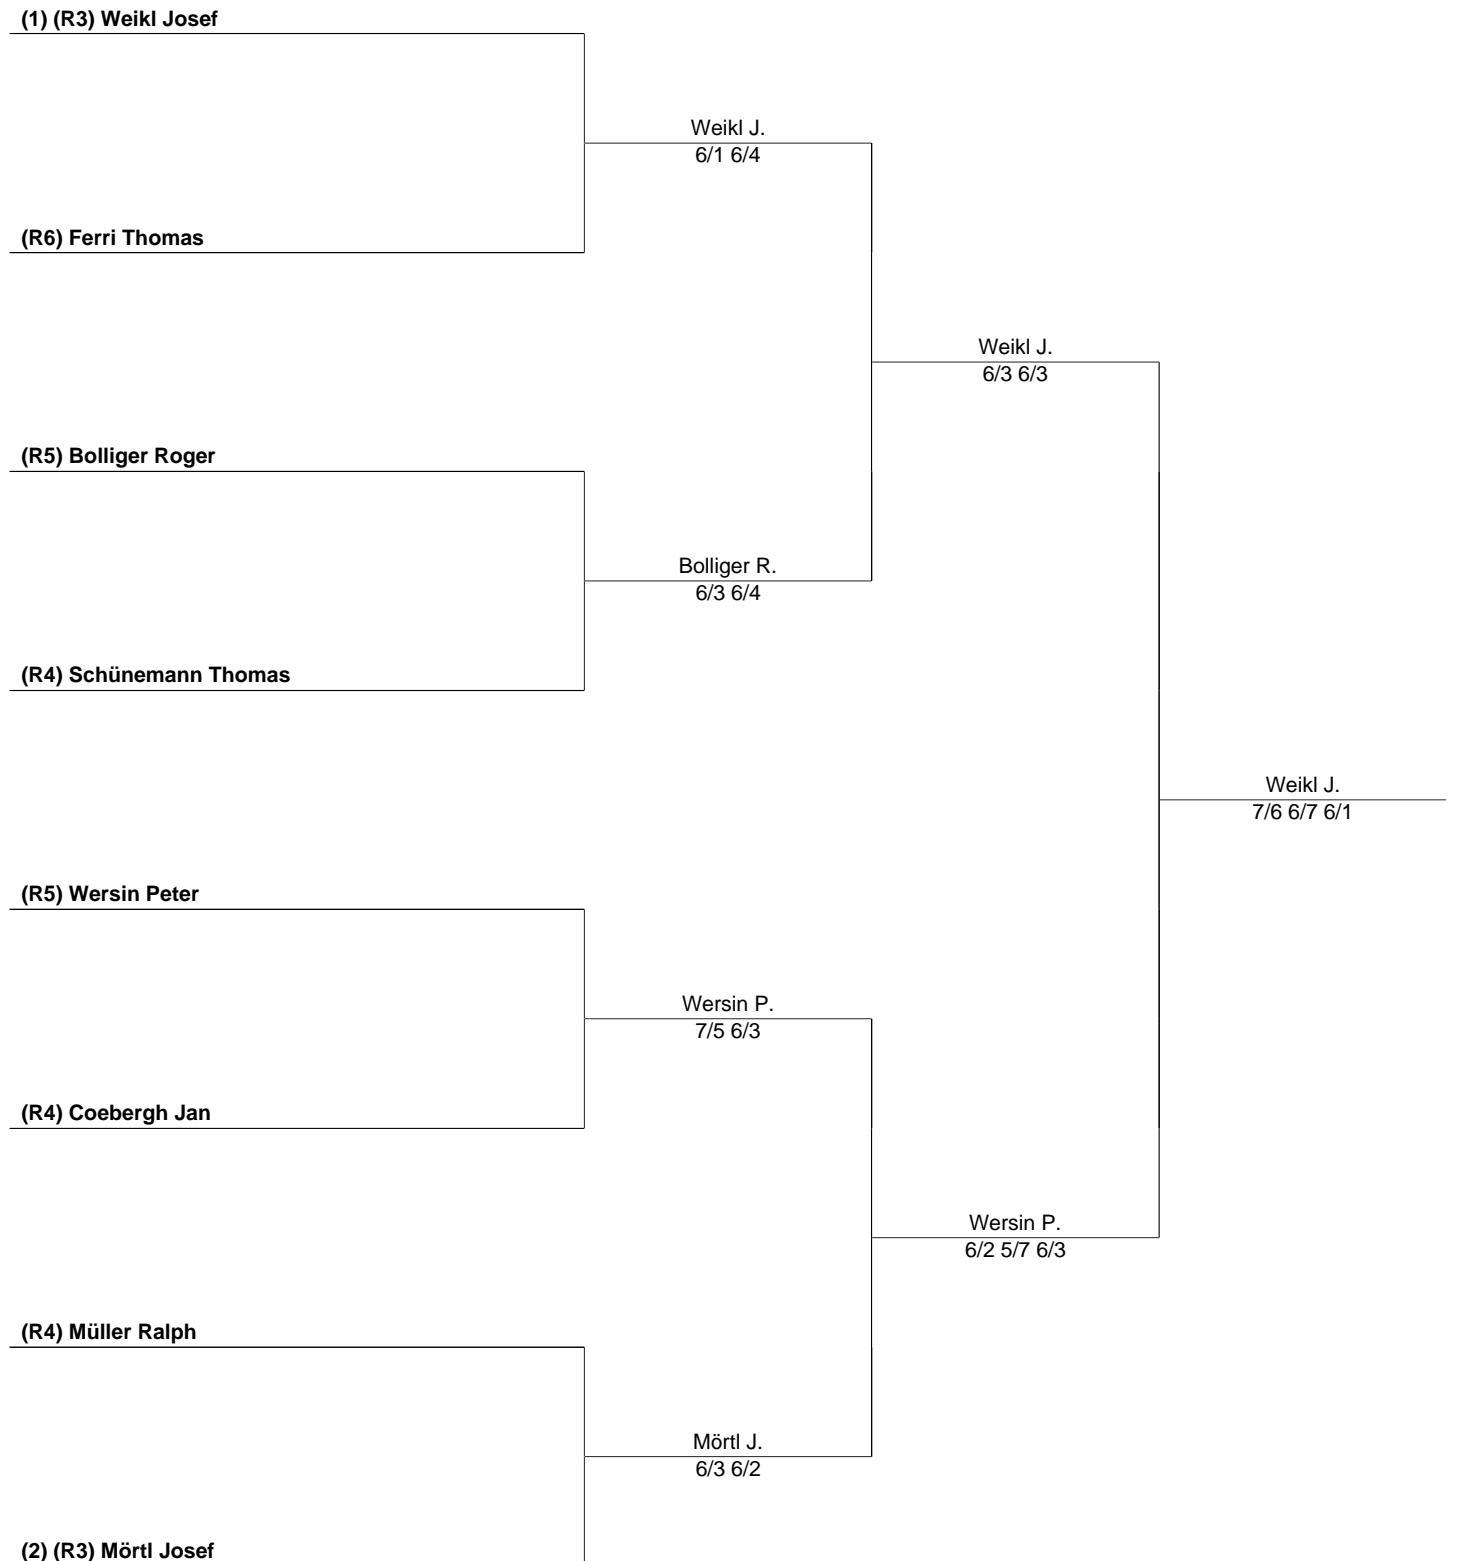 (1) (R3) Weikl Josef
Weikl J.
6/1 6/4
(R6) Ferri Thomas
Weikl J.
6/3 6/3
(R5) Bolliger Roger
Bolliger R.
6/3 6/4
(R4) Schünemann Thomas
Weikl J.
7/6 6/7 6/1
(R5) Wersin Peter
Wersin P.
7/5 6/3
(R4) Coebergh Jan
Wersin P.
6/2 5/7 6/3
(R4) Müller Ralph
Mörtl J.
6/3 6/2
(2) (R3) Mörtl Josef